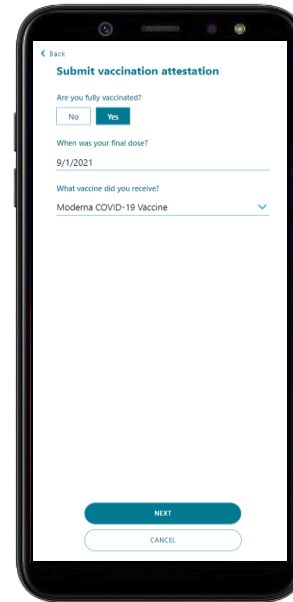 Back
Submit vaccination attestation
Are you fully vaccinated?
No Yes
When was your final dose?
9/1/2021
What vaccine did you receive?
Moderna COVID-19 Vaccine
NEXT
CANCEL